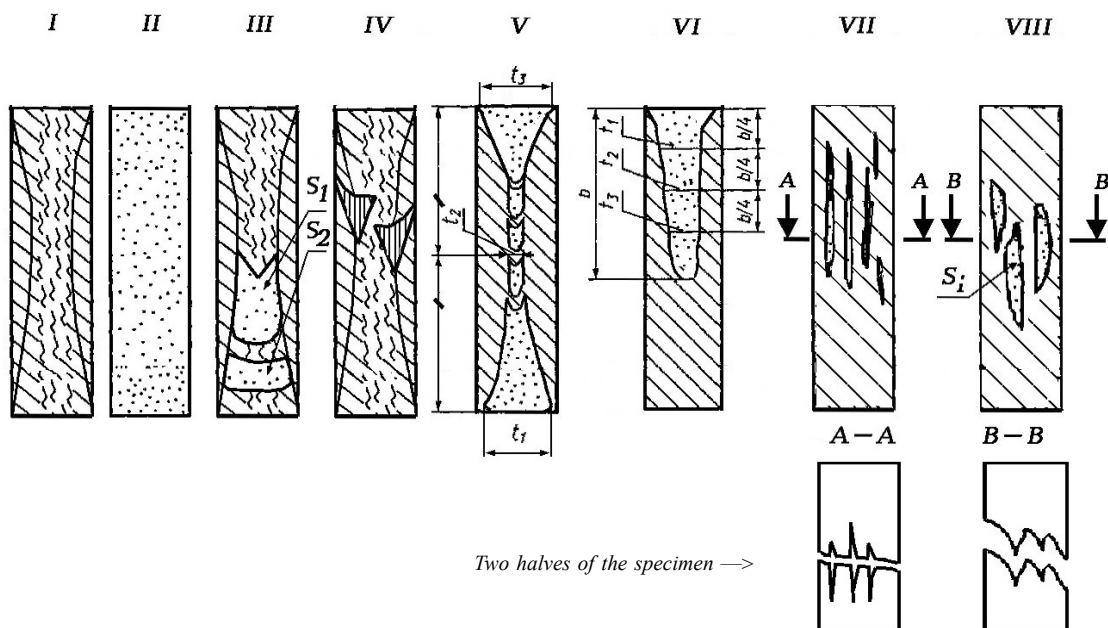 I II III IV V VI VII VIII
t₃
t₁
b/4
S₁
t₂
b/4
A A B B
S₂
t₂
b
t₃
b/4
Sᵢ
t₁
A–A B–B
Two halves of the specimen —>